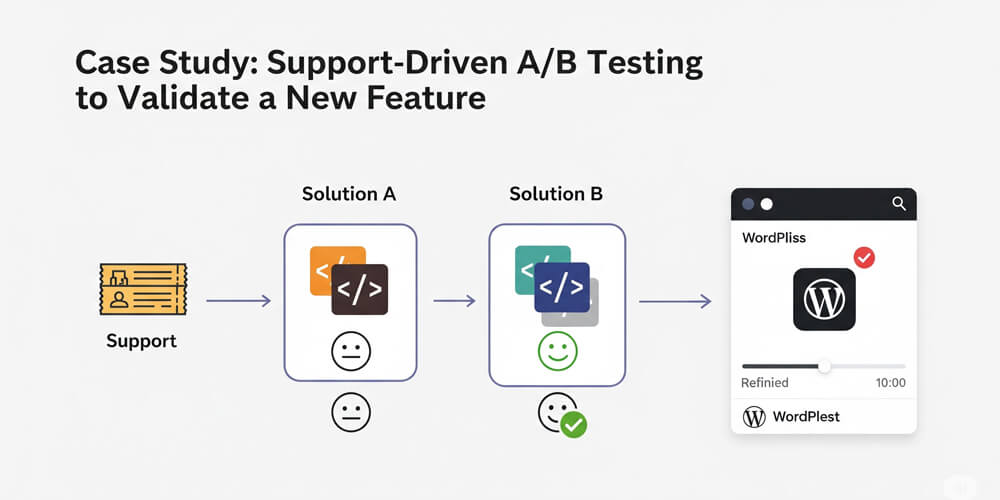 Case Study: Support-Driven A/B Testing
to Validate a New Feature
Support
Solution A
</>
</>
Solution B
</>
</>
</>
WordPliss
Refinied 10:00
WordPlest